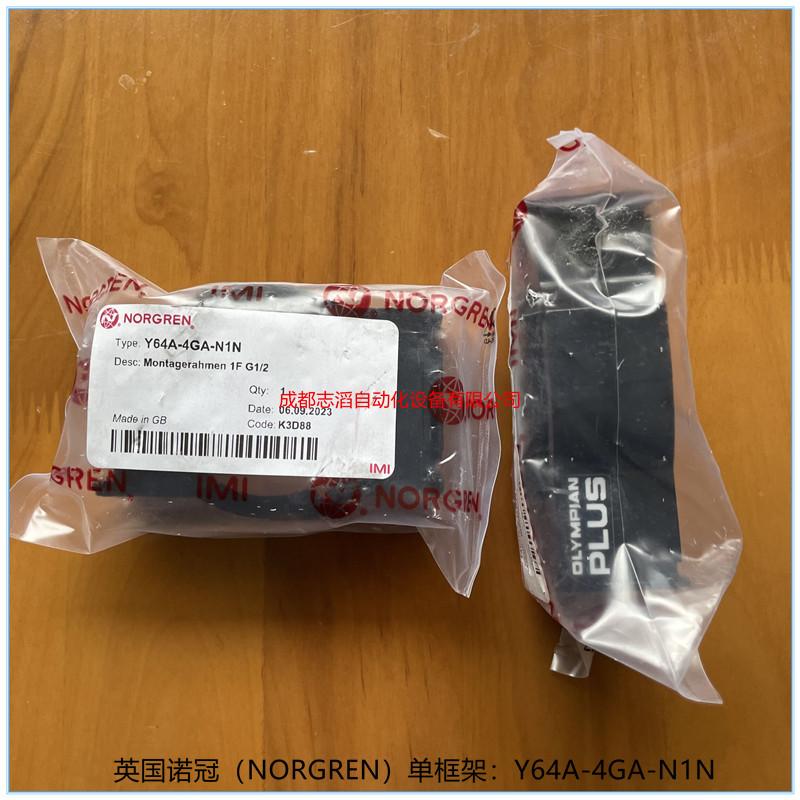 IMI NORGREN
NORGREN
Type: Y64A-4GA-N1N
Desc: Montagerahmen 1F G1/2
Qty: 1
成都志滔自动化设备有限公司
Date: 06.09.2023
Made in GB
Code: K3D88
IMI
GREN IMI NORGREN
OLYMPIAN
PLUS
英国诺冠（NORGREN）单框架：Y64A-4GA-N1N